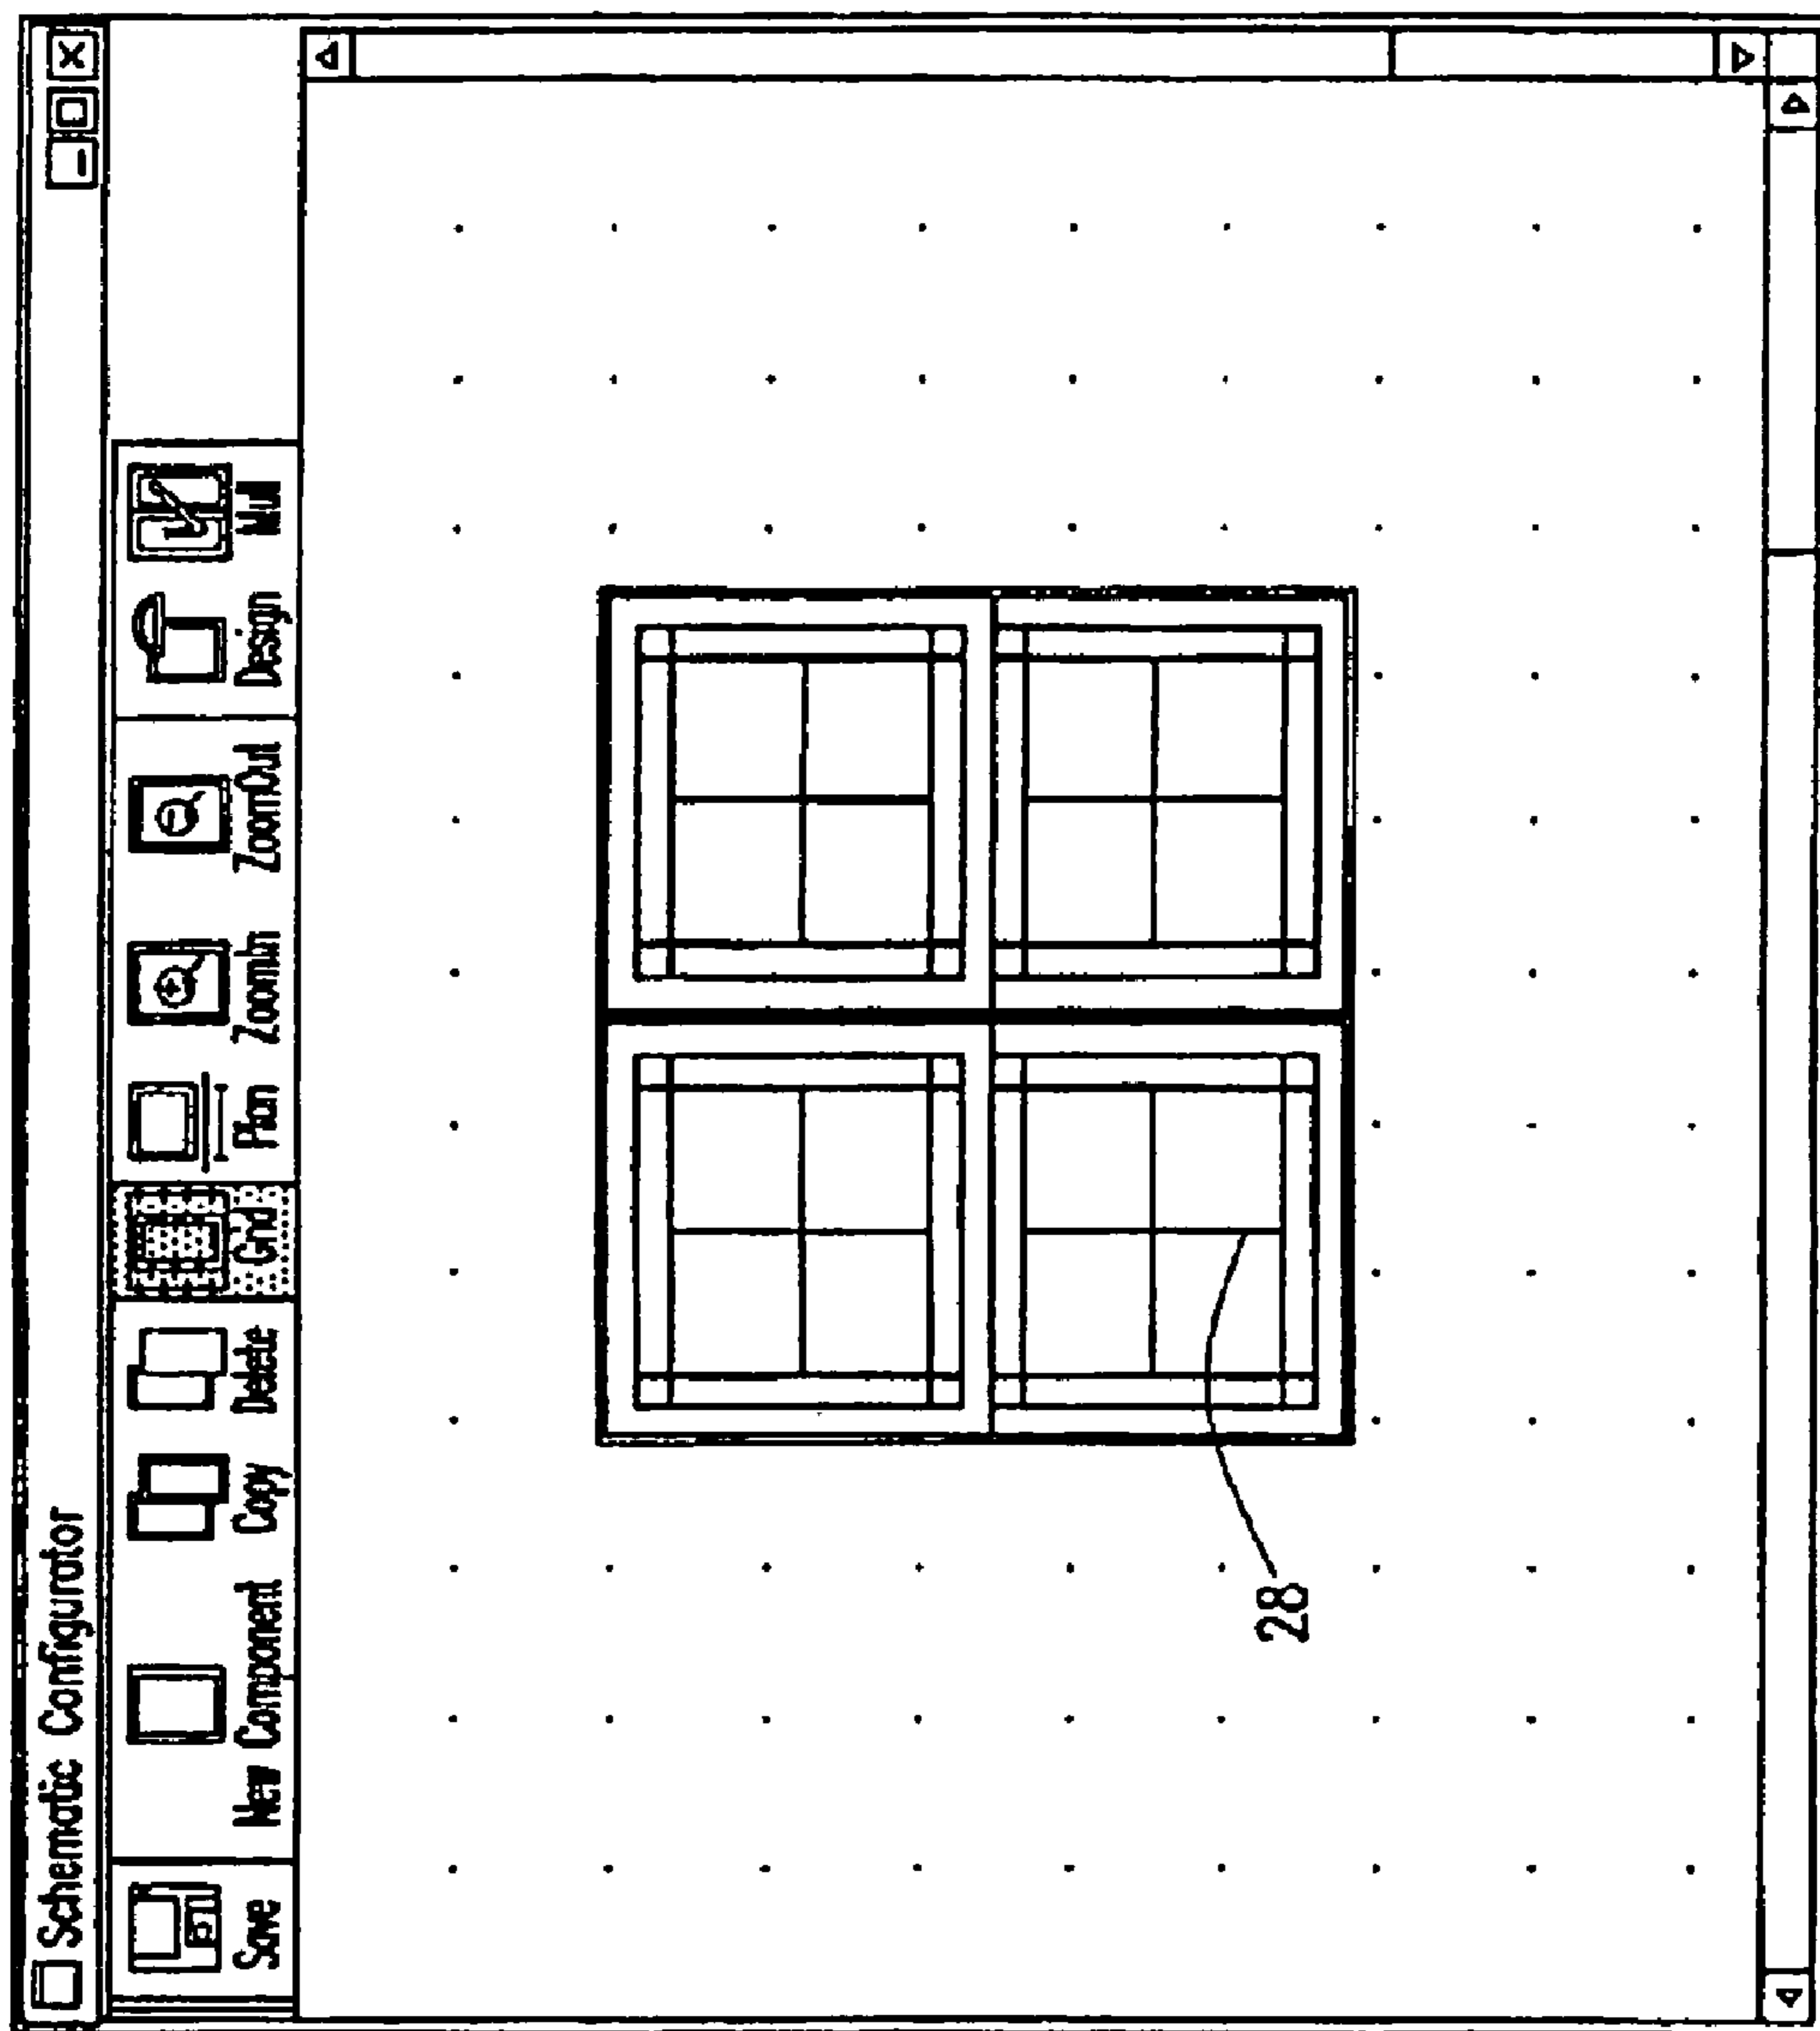 Schematic Configurator
Save New Component Copy Delete Grid Plan ZoomIn ZoomOut Design Mull
28